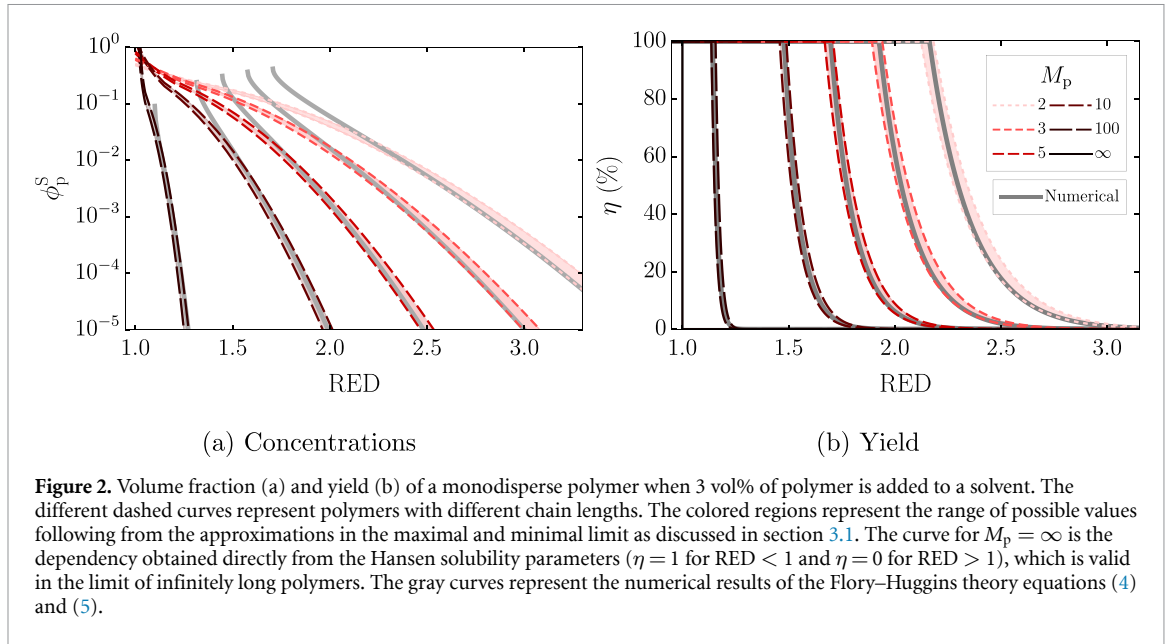 10⁰
10⁻¹
10⁻²
10⁻³
10⁻⁴
10⁻⁵
ϕₚˢ
1.0 1.5 2.0 2.5 3.0
RED
(a) Concentrations
100
80
60
40
20
0
η (%)
1.0 1.5 2.0 2.5 3.0
RED
Mₚ
2 10
3 100
5 ∞
Numerical
(b) Yield
Figure 2. Volume fraction (a) and yield (b) of a monodisperse polymer when 3 vol% of polymer is added to a solvent. The
different dashed curves represent polymers with different chain lengths. The colored regions represent the range of possible values
following from the approximations in the maximal and minimal limit as discussed in section 3.1. The curve for Mₚ = ∞ is the
dependency obtained directly from the Hansen solubility parameters (η = 1 for RED < 1 and η = 0 for RED > 1), which is valid
in the limit of infinitely long polymers. The gray curves represent the numerical results of the Flory–Huggins theory equations (4)
and (5).